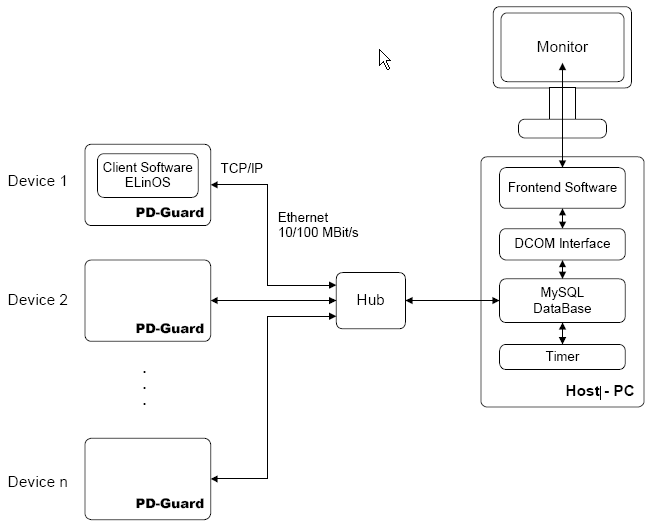 Monitor
Device 1
Client Software
ELinOS
PD-Guard
TCP/IP
Ethernet
10/100 MBit/s
Device 2
PD-Guard
Hub
Device n
PD-Guard
Frontend Software
DCOM Interface
MySQL
DataBase
Timer
Host - PC